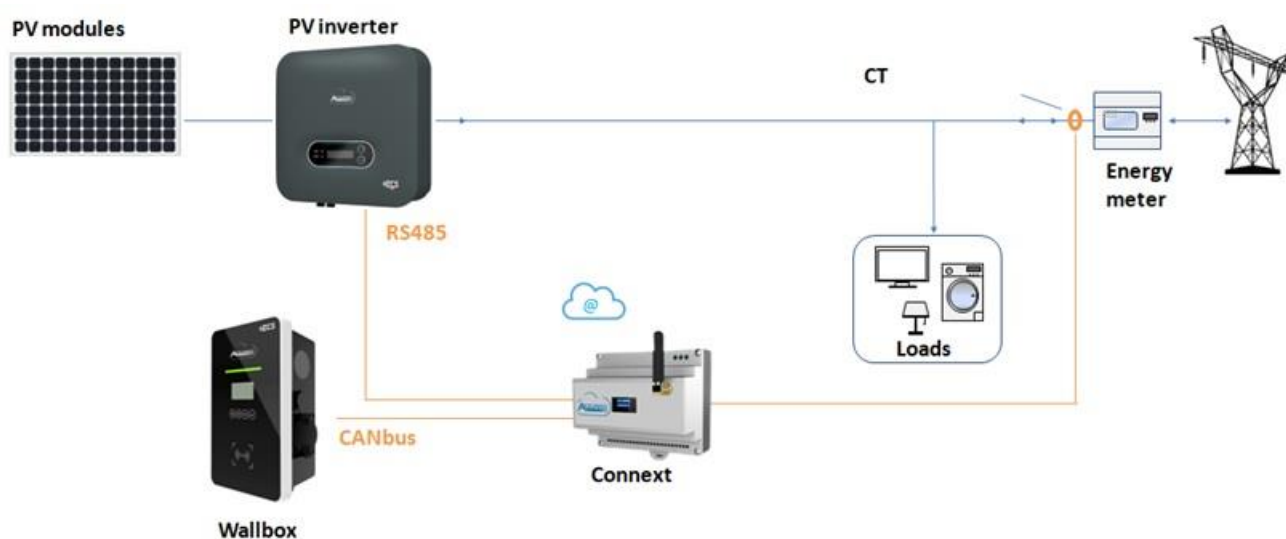 PV modules
PV inverter
CT
Energy
meter
RS485
@
Loads
CANbus
Connext
Wallbox